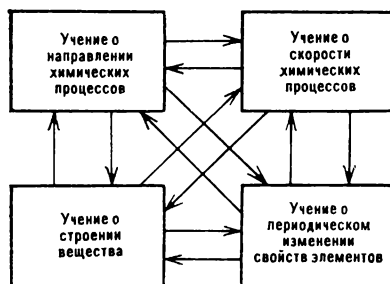 Учение о
направлении
химических
процессов
Учение о
скорости
химических
процессов
Учение о
строении
вещества
Учение о
периодическом
изменении
свойств элементов